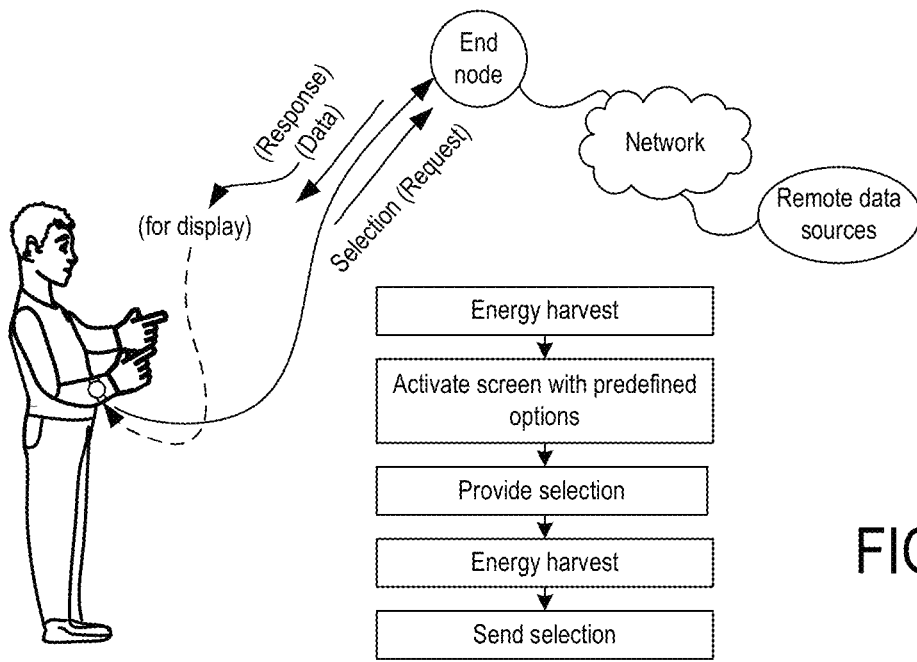 End
node
(Response)
(Data)
Selection (Request)
Network
Remote data
sources
(for display)
Energy harvest
Activate screen with predefined
options
Provide selection
Energy harvest
Send selection
FIG